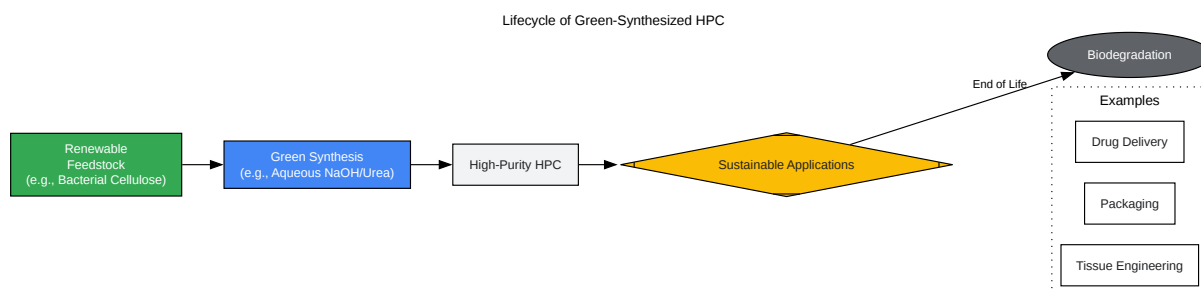 Lifecycle of Green-Synthesized HPC
Renewable
Feedstock
(e.g., Bacterial Cellulose)
Green Synthesis
(e.g., Aqueous NaOH/Urea)
High-Purity HPC
Sustainable Applications
End of Life
Biodegradation
Examples
Drug Delivery
Packaging
Tissue Engineering